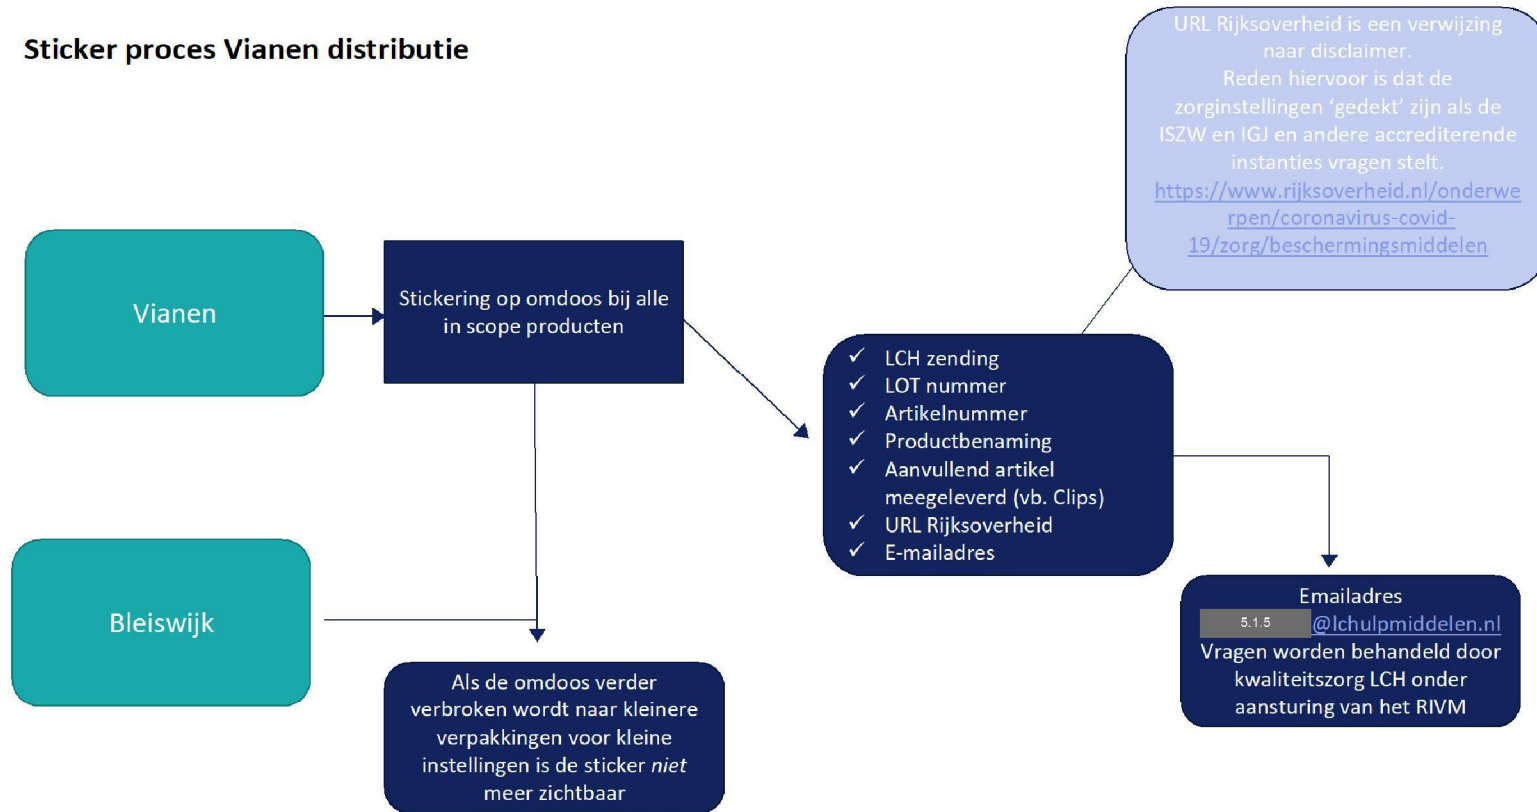 Sticker proces Vianen distributie
URL Rijksoverheid is een verwijzing
naar disclaimer.
Reden hiervoor is dat de
zorginstellingen ‘gedekt’ zijn als de
ISZW en IGJ en andere accrediterende
instanties vragen stelt.
https://www.rijksoverheid.nl/onderwe
rpen/coronavirus-covid-
19/zorg/beschermingsmiddelen
Vianen
Stickering op omdoos bij alle
in scope producten
✓ LCH zending
✓ LOT nummer
✓ Artikelnummer
✓ Productbenaming
✓ Aanvullend artikel
meegeleverd (vb. Clips)
✓ URL Rijksoverheid
✓ E-mailadres
Bleiswijk
Als de omdoos verder
verbroken wordt naar kleinere
verpakkingen voor kleine
instellingen is de sticker niet
meer zichtbaar
Emailadres
5.1.5 @lchulpmiddelen.nl
Vragen worden behandeld door
kwaliteitszorg LCH onder
aansturing van het RIVM